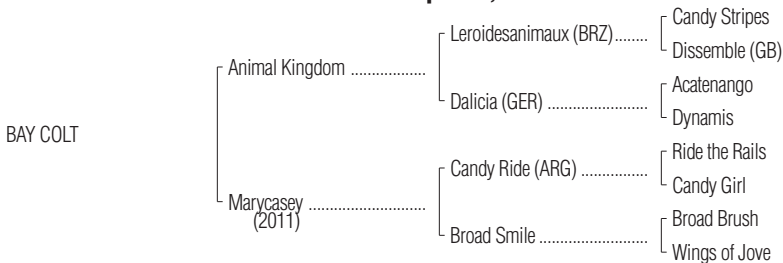 Candy Stripes
Leroidesanimaux (BRZ)........
Dissemble (GB)
Animal Kingdom ..................
Acatenango
Dalicia (GER) ......................
Dynamis
BAY COLT
Ride the Rails
Candy Ride (ARG) ................
Candy Girl
Marycasey ............................
(2011)
Broad Brush
Broad Smile ..........................
Wings of Jove